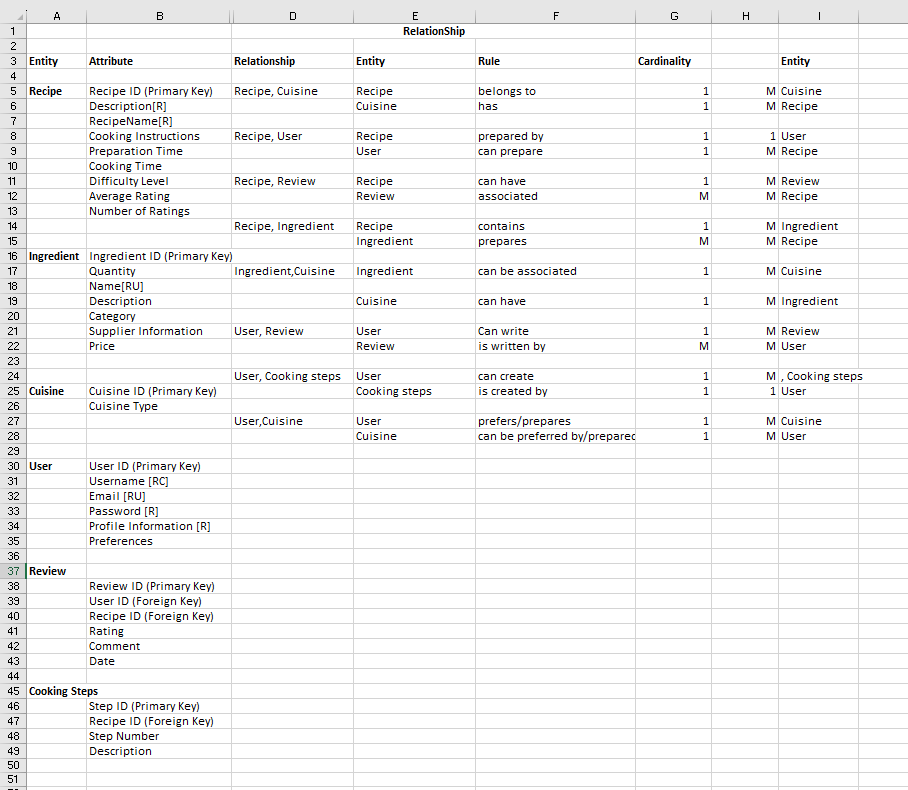 A B C D E F G H I
1 RelationShip
2
3 Entity Attribute Relationship Entity Rule Cardinality Entity
4
5 Recipe Recipe ID (Primary Key) Recipe, Cuisine Recipe belongs to 1 M Cuisine
6 Description[R] Cuisine has 1 M Recipe
7 RecipeName[R]
8 Cooking Instructions Recipe, User Recipe prepared by 1 1 User
9 Preparation Time User can prepare 1 M Recipe
10 Cooking Time
11 Difficulty Level Recipe, Review Recipe can have 1 M Review
12 Average Rating Review associated M M Recipe
13 Number of Ratings
14 Recipe, Ingredient Recipe contains 1 M Ingredient
15 Ingredient prepares M M Recipe
16 Ingredient Ingredient ID (Primary Key)
17 Quantity Ingredient,Cuisine Ingredient can be associated 1 M Cuisine
18 Name[RU]
19 Description Cuisine can have 1 M Ingredient
20 Category
21 Supplier Information User, Review User Can write 1 M Review
22 Price Review is written by M M User
23
24 User, Cooking steps User can create 1 M , Cooking steps
25 Cuisine Cuisine ID (Primary Key) Cooking steps is created by 1 1 User
26 Cuisine Type
27 User,Cuisine User prefers/prepares 1 M Cuisine
28 Cuisine can be preferred by/prepared 1 M User
29
30 User User ID (Primary Key)
31 Username [RC]
32 Email [RU]
33 Password [R]
34 Profile Information [R]
35 Preferences
36
37 Review
38 Review ID (Primary Key)
39 User ID (Foreign Key)
40 Recipe ID (Foreign Key)
41 Rating
42 Comment
43 Date
44
45 Cooking Steps
46 Step ID (Primary Key)
47 Recipe ID (Foreign Key)
48 Step Number
49 Description
50
51